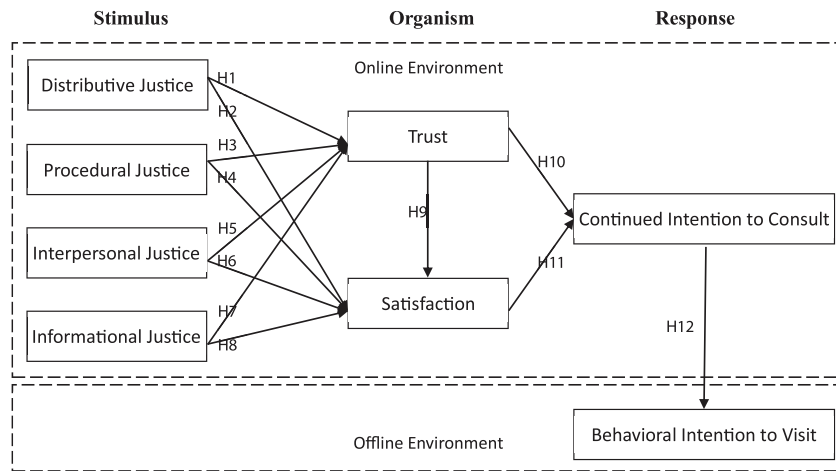 Stimulus
Organism
Response
Online Environment
Distributive Justice
H1
H2
Trust
Procedural Justice
H3
H4
H10
H9
Continued Intention to Consult
Interpersonal Justice
H5
H6
H11
Satisfaction
Informational Justice
H7
H8
H12
Behavioral Intention to Visit
Offline Environment